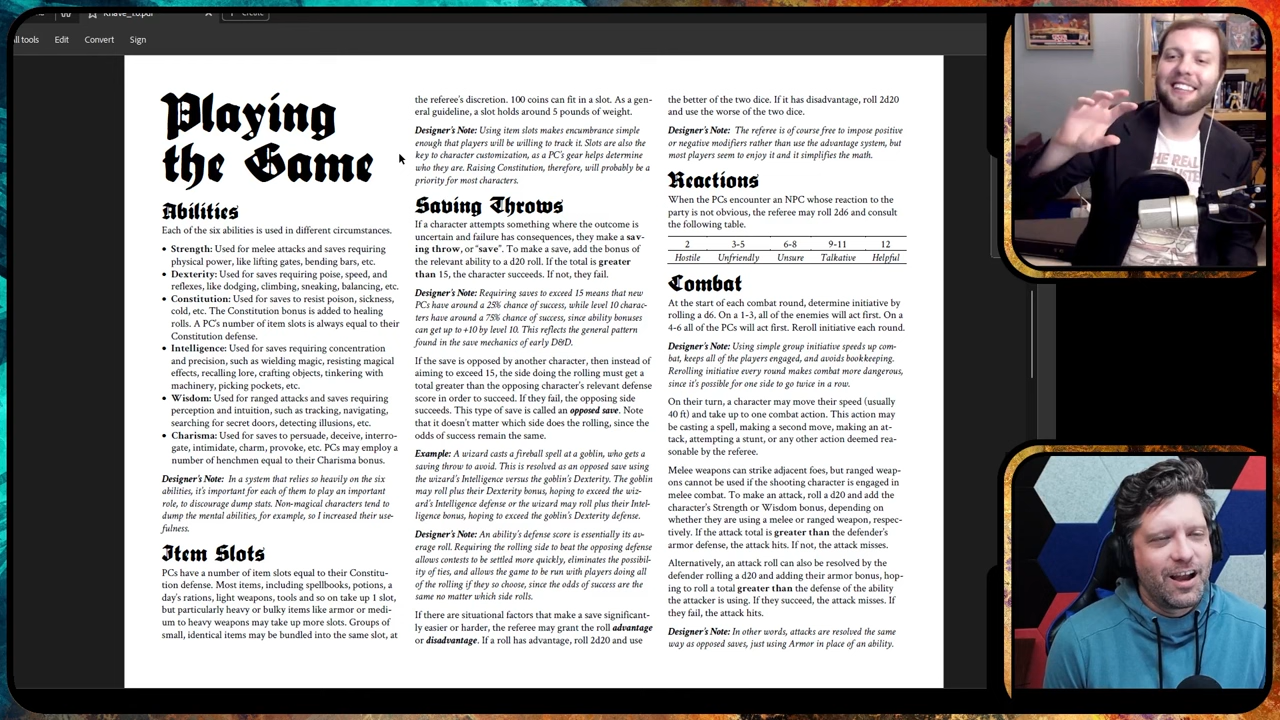 Knave_1.0.pdf
Create
ll tools
Edit
Convert
Sign
Playing
the Game
Abilities
Each of the six abilities is used in different circumstances.
• Strength: Used for melee attacks and saves requiring
physical power, like lifting gates, bending bars, etc.
• Dexterity: Used for saves requiring poise, speed, and
reflexes, like dodging, climbing, sneaking, balancing, etc.
• Constitution: Used for saves to resist poison, sickness,
cold, etc. The Constitution bonus is added to healing
rolls. A PC's number of item slots is always equal to their
Constitution defense.
• Intelligence: Used for saves requiring concentration
and precision, such as wielding magic, resisting magical
effects, recalling lore, crafting objects, tinkering with
machinery, picking pockets, etc.
• Wisdom: Used for ranged attacks and saves requiring
perception and intuition, such as tracking, navigating,
searching for secret doors, detecting illusions, etc.
• Charisma: Used for saves to persuade, deceive, interro-
gate, intimidate, charm, provoke, etc. PCs may employ a
number of henchmen equal to their Charisma bonus.
Designer's Note: In a system that relies so heavily on the six
abilities, it's important for each of them to play an important
role, to discourage dump stats. Non-magical characters tend to
dump the mental abilities, for example, so I increased their use-
fulness.
Item Slots
PCs have a number of item slots equal to their Constitu-
tion defense. Most items, including spellbooks, potions, a
day's rations, light weapons, tools and so on take up 1 slot,
but particularly heavy or bulky items like armor or medi-
um to heavy weapons may take up more slots. Groups of
small, identical items may be bundled into the same slot, at
the referee's discretion. 100 coins can fit in a slot. As a gen-
eral guideline, a slot holds around 5 pounds of weight.
Designer's Note: Using item slots makes encumbrance simple
enough that players will be willing to track it. Slots are also the
key to character customization, as a PC's gear helps determine
who they are. Raising Constitution, therefore, will probably be a
priority for most characters.
Saving Throws
If a character attempts something where the outcome is
uncertain and failure has consequences, they make a sav-
ing throw, or "save". To make a save, add the bonus of
the relevant ability to a d20 roll. If the total is greater
than 15, the character succeeds. If not, they fail.
Designer's Note: Requiring saves to exceed 15 means that new
PCs have around a 25% chance of success, while level 10 charac-
ters have around a 75% chance of success, since ability bonuses
can get up to +10 by level 10. This reflects the general pattern
found in the save mechanics of early D&D.
If the save is opposed by another character, then instead of
aiming to exceed 15, the side doing the rolling must get a
total greater than the opposing character's relevant defense
score in order to succeed. If they fail, the opposing side
succeeds. This type of save is called an opposed save. Note
that it doesn't matter which side does the rolling, since the
odds of success remain the same.
Example: A wizard casts a fireball spell at a goblin, who gets a
saving throw to avoid. This is resolved as an opposed save using
the wizard's Intelligence versus the goblin's Dexterity. The goblin
may roll plus their Dexterity bonus, hoping to exceed the wiz-
ard's Intelligence defense or the wizard may roll plus their Intel-
ligence bonus, hoping to exceed the goblin's Dexterity defense.
Designer's Note: An ability's defense score is essentially its av-
erage roll. Requiring the rolling side to beat the opposing defense
allows contests to be settled more quickly, eliminates the possibil-
ity of ties, and allows the game to be run with players doing all
of the rolling if they so choose, since the odds of success are the
same no matter which side rolls.
If there are situational factors that make a save significant-
ly easier or harder, the referee may grant the roll advantage
or disadvantage. If a roll has advantage, roll 2d20 and use
the better of the two dice. If it has disadvantage, roll 2d20
and use the worse of the two dice.
Designer's Note: The referee is of course free to impose positive
or negative modifiers rather than use the advantage system, but
most players seem to enjoy it and it simplifies the math.
Reactions
When the PCs encounter an NPC whose reaction to the
party is not obvious, the referee may roll 2d6 and consult
the following table.
2 3-5 6-8 9-11 12
Hostile Unfriendly Unsure Talkative Helpful
Combat
At the start of each combat round, determine initiative by
rolling a d6. On a 1-3, all of the enemies will act first. On a
4-6 all of the PCs will act first. Reroll initiative each round.
Designer's Note: Using simple group initiative speeds up com-
bat, keeps all of the players engaged, and avoids bookkeeping.
Rerolling initiative every round makes combat more dangerous,
since it's possible for one side to go twice in a row.
On their turn, a character may move their speed (usually
40 ft) and take up to one combat action. This action may
be casting a spell, making a second move, making an at-
tack, attempting a stunt, or any other action deemed rea-
sonable by the referee.
Melee weapons can strike adjacent foes, but ranged weap-
ons cannot be used if the shooting character is engaged in
melee combat. To make an attack, roll a d20 and add the
character's Strength or Wisdom bonus, depending on
whether they are using a melee or ranged weapon, respec-
tively. If the attack total is greater than the defender's
armor defense, the attack hits. If not, the attack misses.
Alternatively, an attack roll can also be resolved by the
defender rolling a d20 and adding their armor bonus, hop-
ing to roll a total greater than the defense of the ability
the attacker is using. If they succeed, the attack misses. If
they fail, the attack hits.
Designer's Note: In other words, attacks are resolved the same
way as opposed saves, just using Armor in place of an ability.
THE REAL